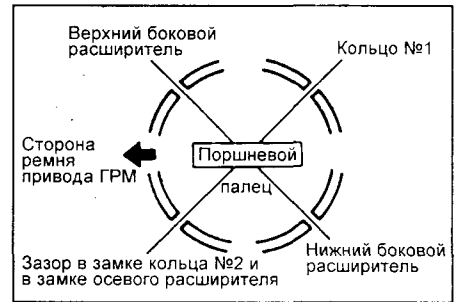 Верхний боковой
расширитель
Кольцо №1
Сторона
ремня
привода ГРМ
Поршневой
палец
Зазор в замке кольца №2 и
в замке осевого расширителя
Нижний боковой
расширитель